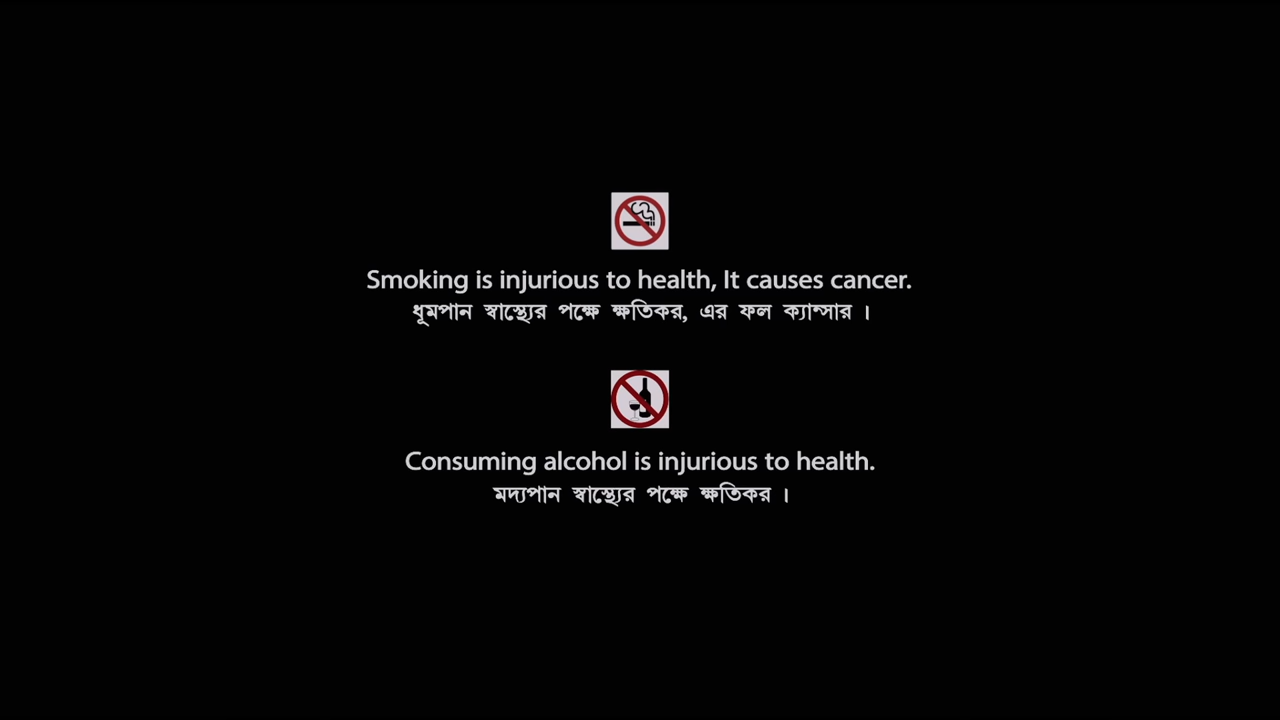 Smoking is injurious to health, It causes cancer.
ধূমপান স্বাস্থ্যের পক্ষে ক্ষতিকর, এর ফল ক্যান্সার ।
Consuming alcohol is injurious to health.
মদ্যপান স্বাস্থ্যের পক্ষে ক্ষতিকর ।